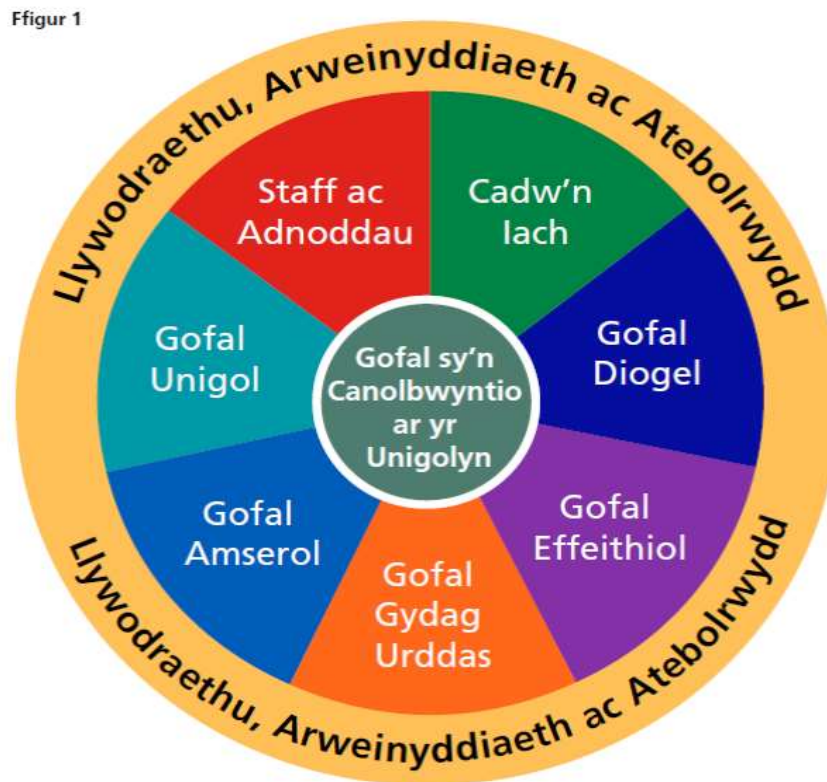 Ffigur 1
Llywodraethu, Arweinyddiaeth ac Atebolrwydd
Staff ac
Adnoddau
Cadw'n
Iach
Gofal
Unigol
Gofal sy'n
Canolbwyntio
ar yr
Unigolyn
Gofal
Diogel
Gofal
Amserol
Gofal
Gydag
Urddas
Gofal
Effeithiol
Llywodraethu, Arweinyddiaeth ac Atebolrwydd